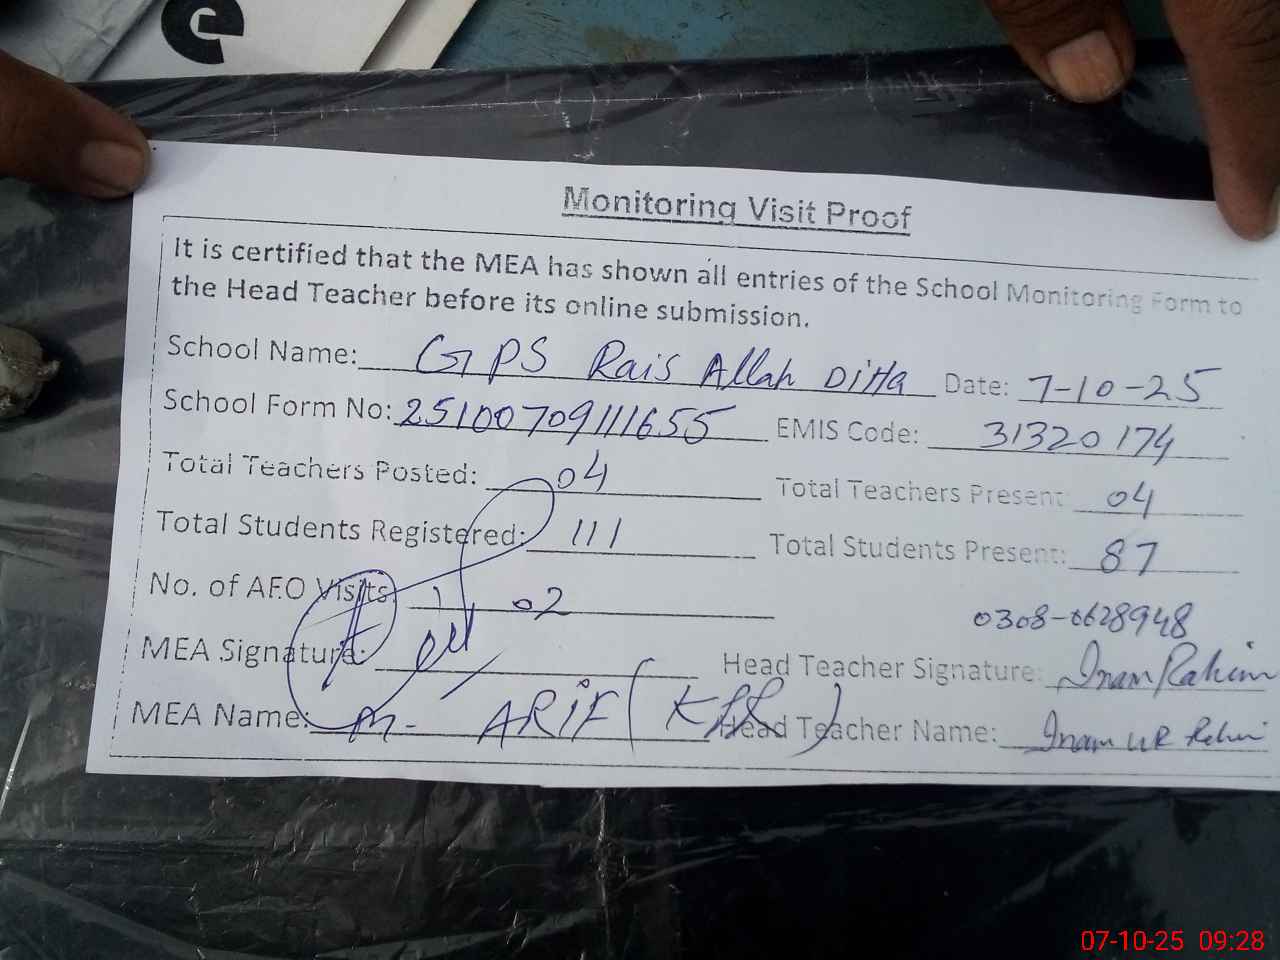 e
Monitoring Visit Proof
It is certified that the MEA has shown all entries of the School Monitoring Form to
the Head Teacher before its online submission.
School Name: GPS Rais Allah Ditta Date: 7-10-25
School Form No: 25100709111655 EMIS Code: 31320174
Total Teachers Posted: 04 Total Teachers Present: 04
Total Students Registered: 111 Total Students Present: 87
No. of AEO Visits: 02
0308-0628948
MEA Signature: Head Teacher Signature: Inam Rahim
MEA Name: M- ARIF Head Teacher Name: Inam UR
07-10-25 09:28